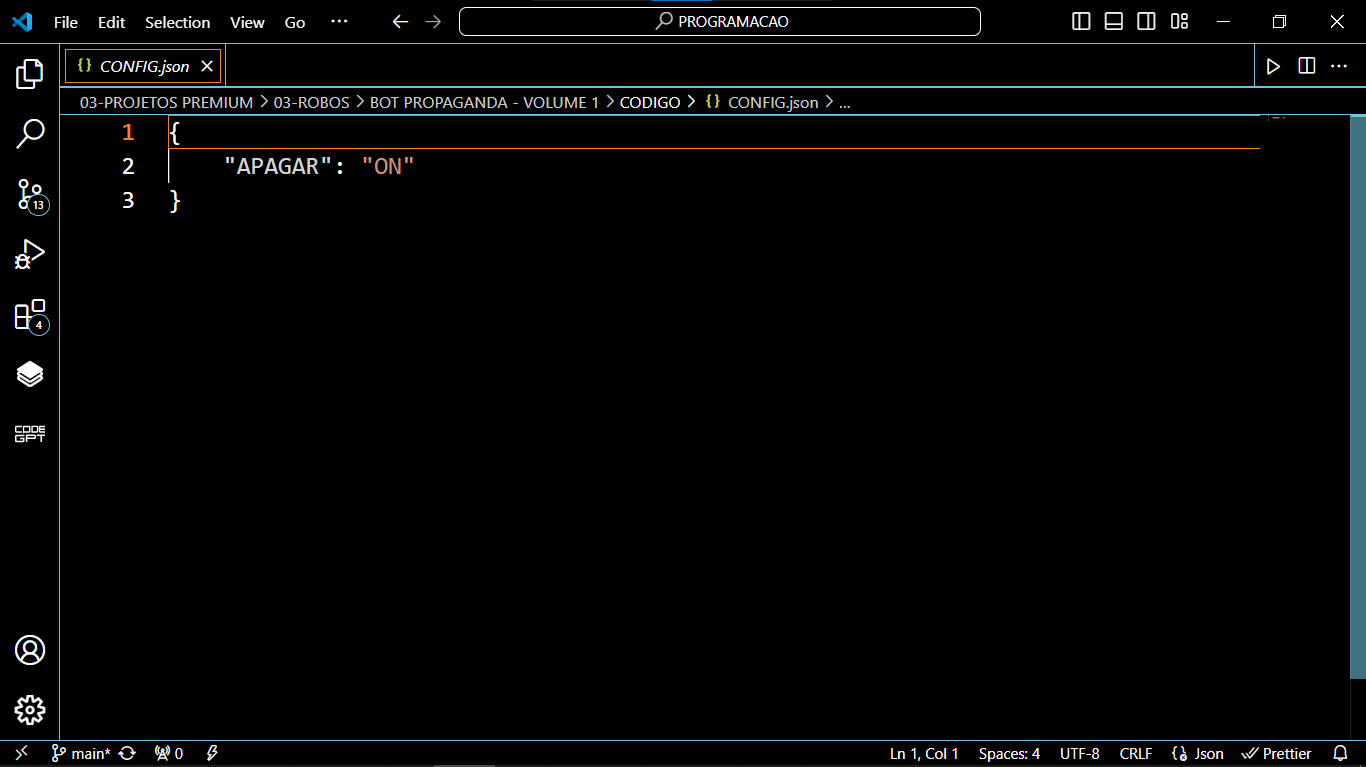 File Edit Selection View Go ··· PROGRAMACAO
{} CONFIG.json
03-PROJETOS PREMIUM > 03-ROBOS > BOT PROPAGANDA - VOLUME 1 > CODIGO > {} CONFIG.json > ...
1 {
2 "APAGAR": "ON"
3 }
13
4
CODE
GPT
main* 0 Ln 1, Col 1 Spaces: 4 UTF-8 CRLF Json Prettier